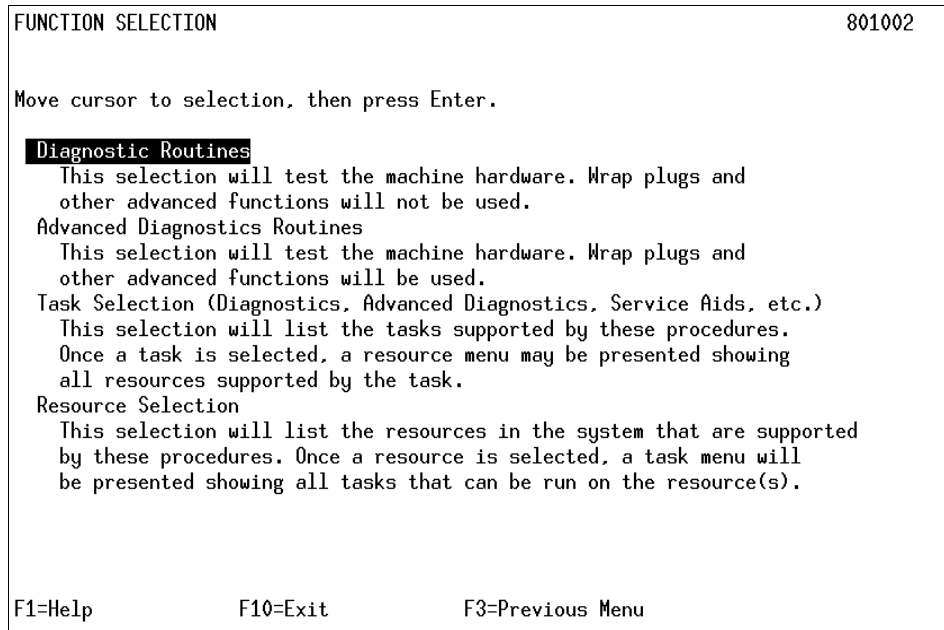 FUNCTION SELECTION 801002
Move cursor to selection, then press Enter.
Diagnostic Routines
This selection will test the machine hardware. Wrap plugs and
other advanced functions will not be used.
Advanced Diagnostics Routines
This selection will test the machine hardware. Wrap plugs and
other advanced functions will be used.
Task Selection (Diagnostics, Advanced Diagnostics, Service Aids, etc.)
This selection will list the tasks supported by these procedures.
Once a task is selected, a resource menu may be presented showing
all resources supported by the task.
Resource Selection
This selection will list the resources in the system that are supported
by these procedures. Once a resource is selected, a task menu will
be presented showing all tasks that can be run on the resource(s).
F1=Help F10=Exit F3=Previous Menu